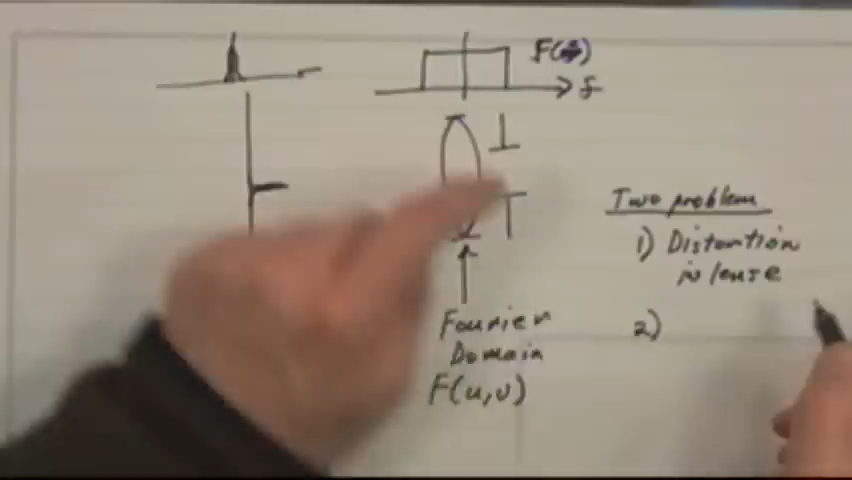 f
Two problem
1) Distortion
in lense
2)
Fourier
Domain
F(u,v)